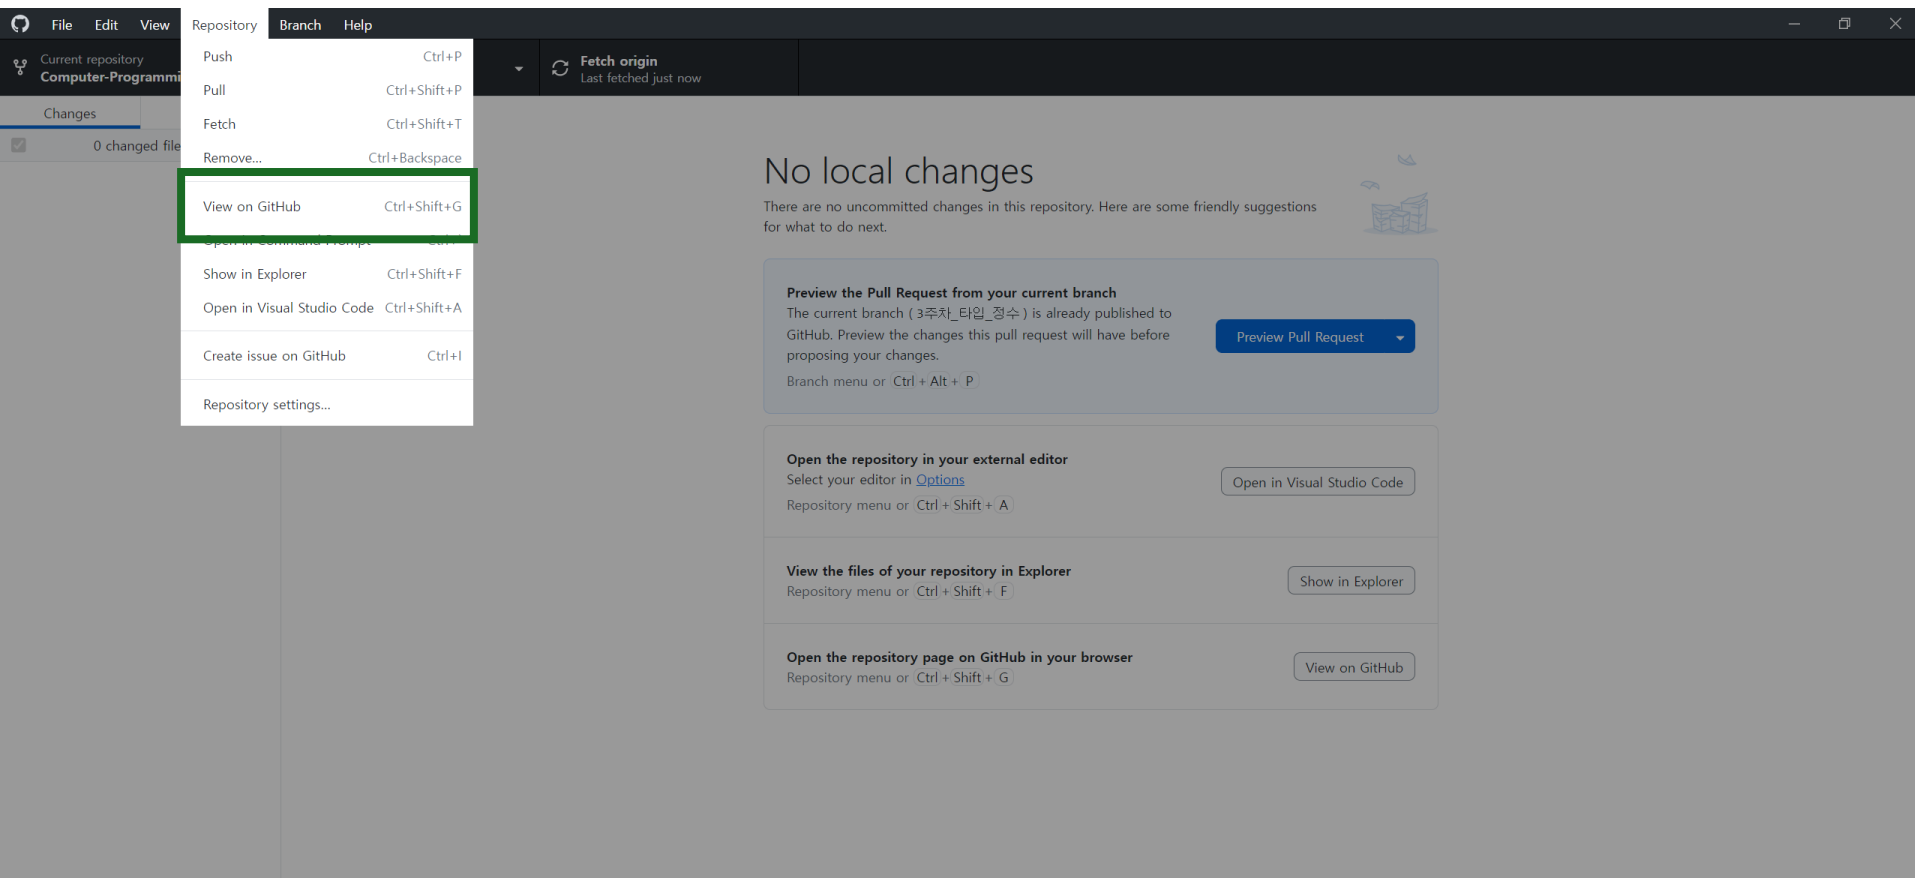 File Edit View Repository Branch Help
Current repository
Computer-Programmi
Fetch origin
Last fetched just now
Changes
0 changed file
Push Ctrl+P
Pull Ctrl+Shift+P
Fetch Ctrl+Shift+T
Remove... Ctrl+Backspace
View on GitHub Ctrl+Shift+G
Open in Command Prompt
Show in Explorer Ctrl+Shift+F
Open in Visual Studio Code Ctrl+Shift+A
Create issue on GitHub Ctrl+I
Repository settings...
No local changes
There are no uncommitted changes in this repository. Here are some friendly suggestions
for what to do next.
Preview the Pull Request from your current branch
The current branch ( 3주차_타입_정수 ) is already published to
GitHub. Preview the changes this pull request will have before
proposing your changes.
Branch menu or Ctrl + Alt + P
Preview Pull Request
Open the repository in your external editor
Select your editor in Options
Repository menu or Ctrl + Shift + A
Open in Visual Studio Code
View the files of your repository in Explorer
Repository menu or Ctrl + Shift + F
Show in Explorer
Open the repository page on GitHub in your browser
Repository menu or Ctrl + Shift + G
View on GitHub